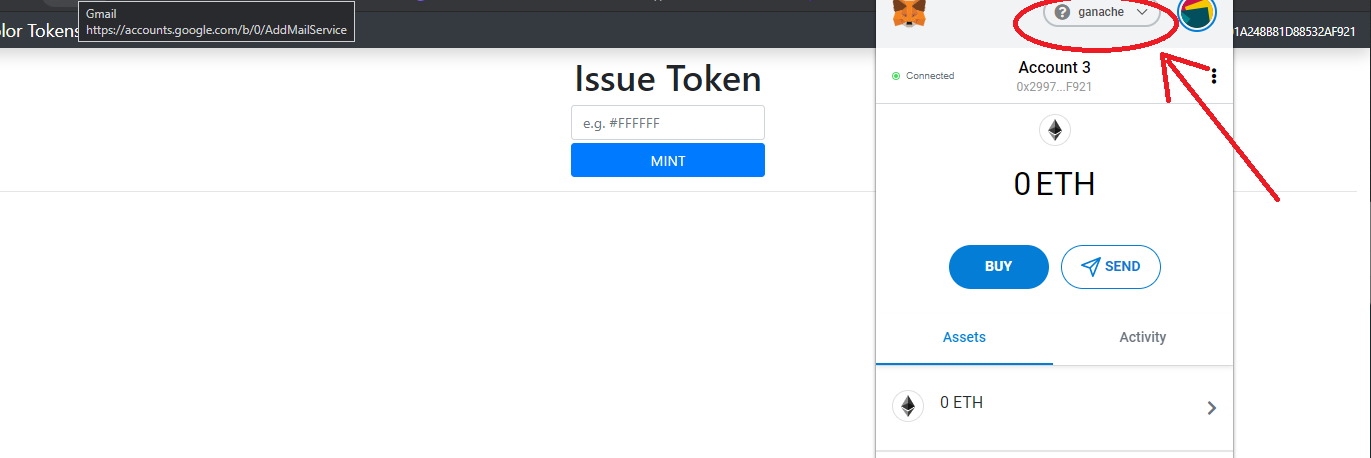 Gmail
https://accounts.google.com/b/0/AddMailService
olor Tokens
ganache
1A248B81D88532AF921
Issue Token
e.g. #FFFFFF
MINT
Connected
Account 3
0x2997...F921
0 ETH
BUY
SEND
Assets
Activity
0 ETH